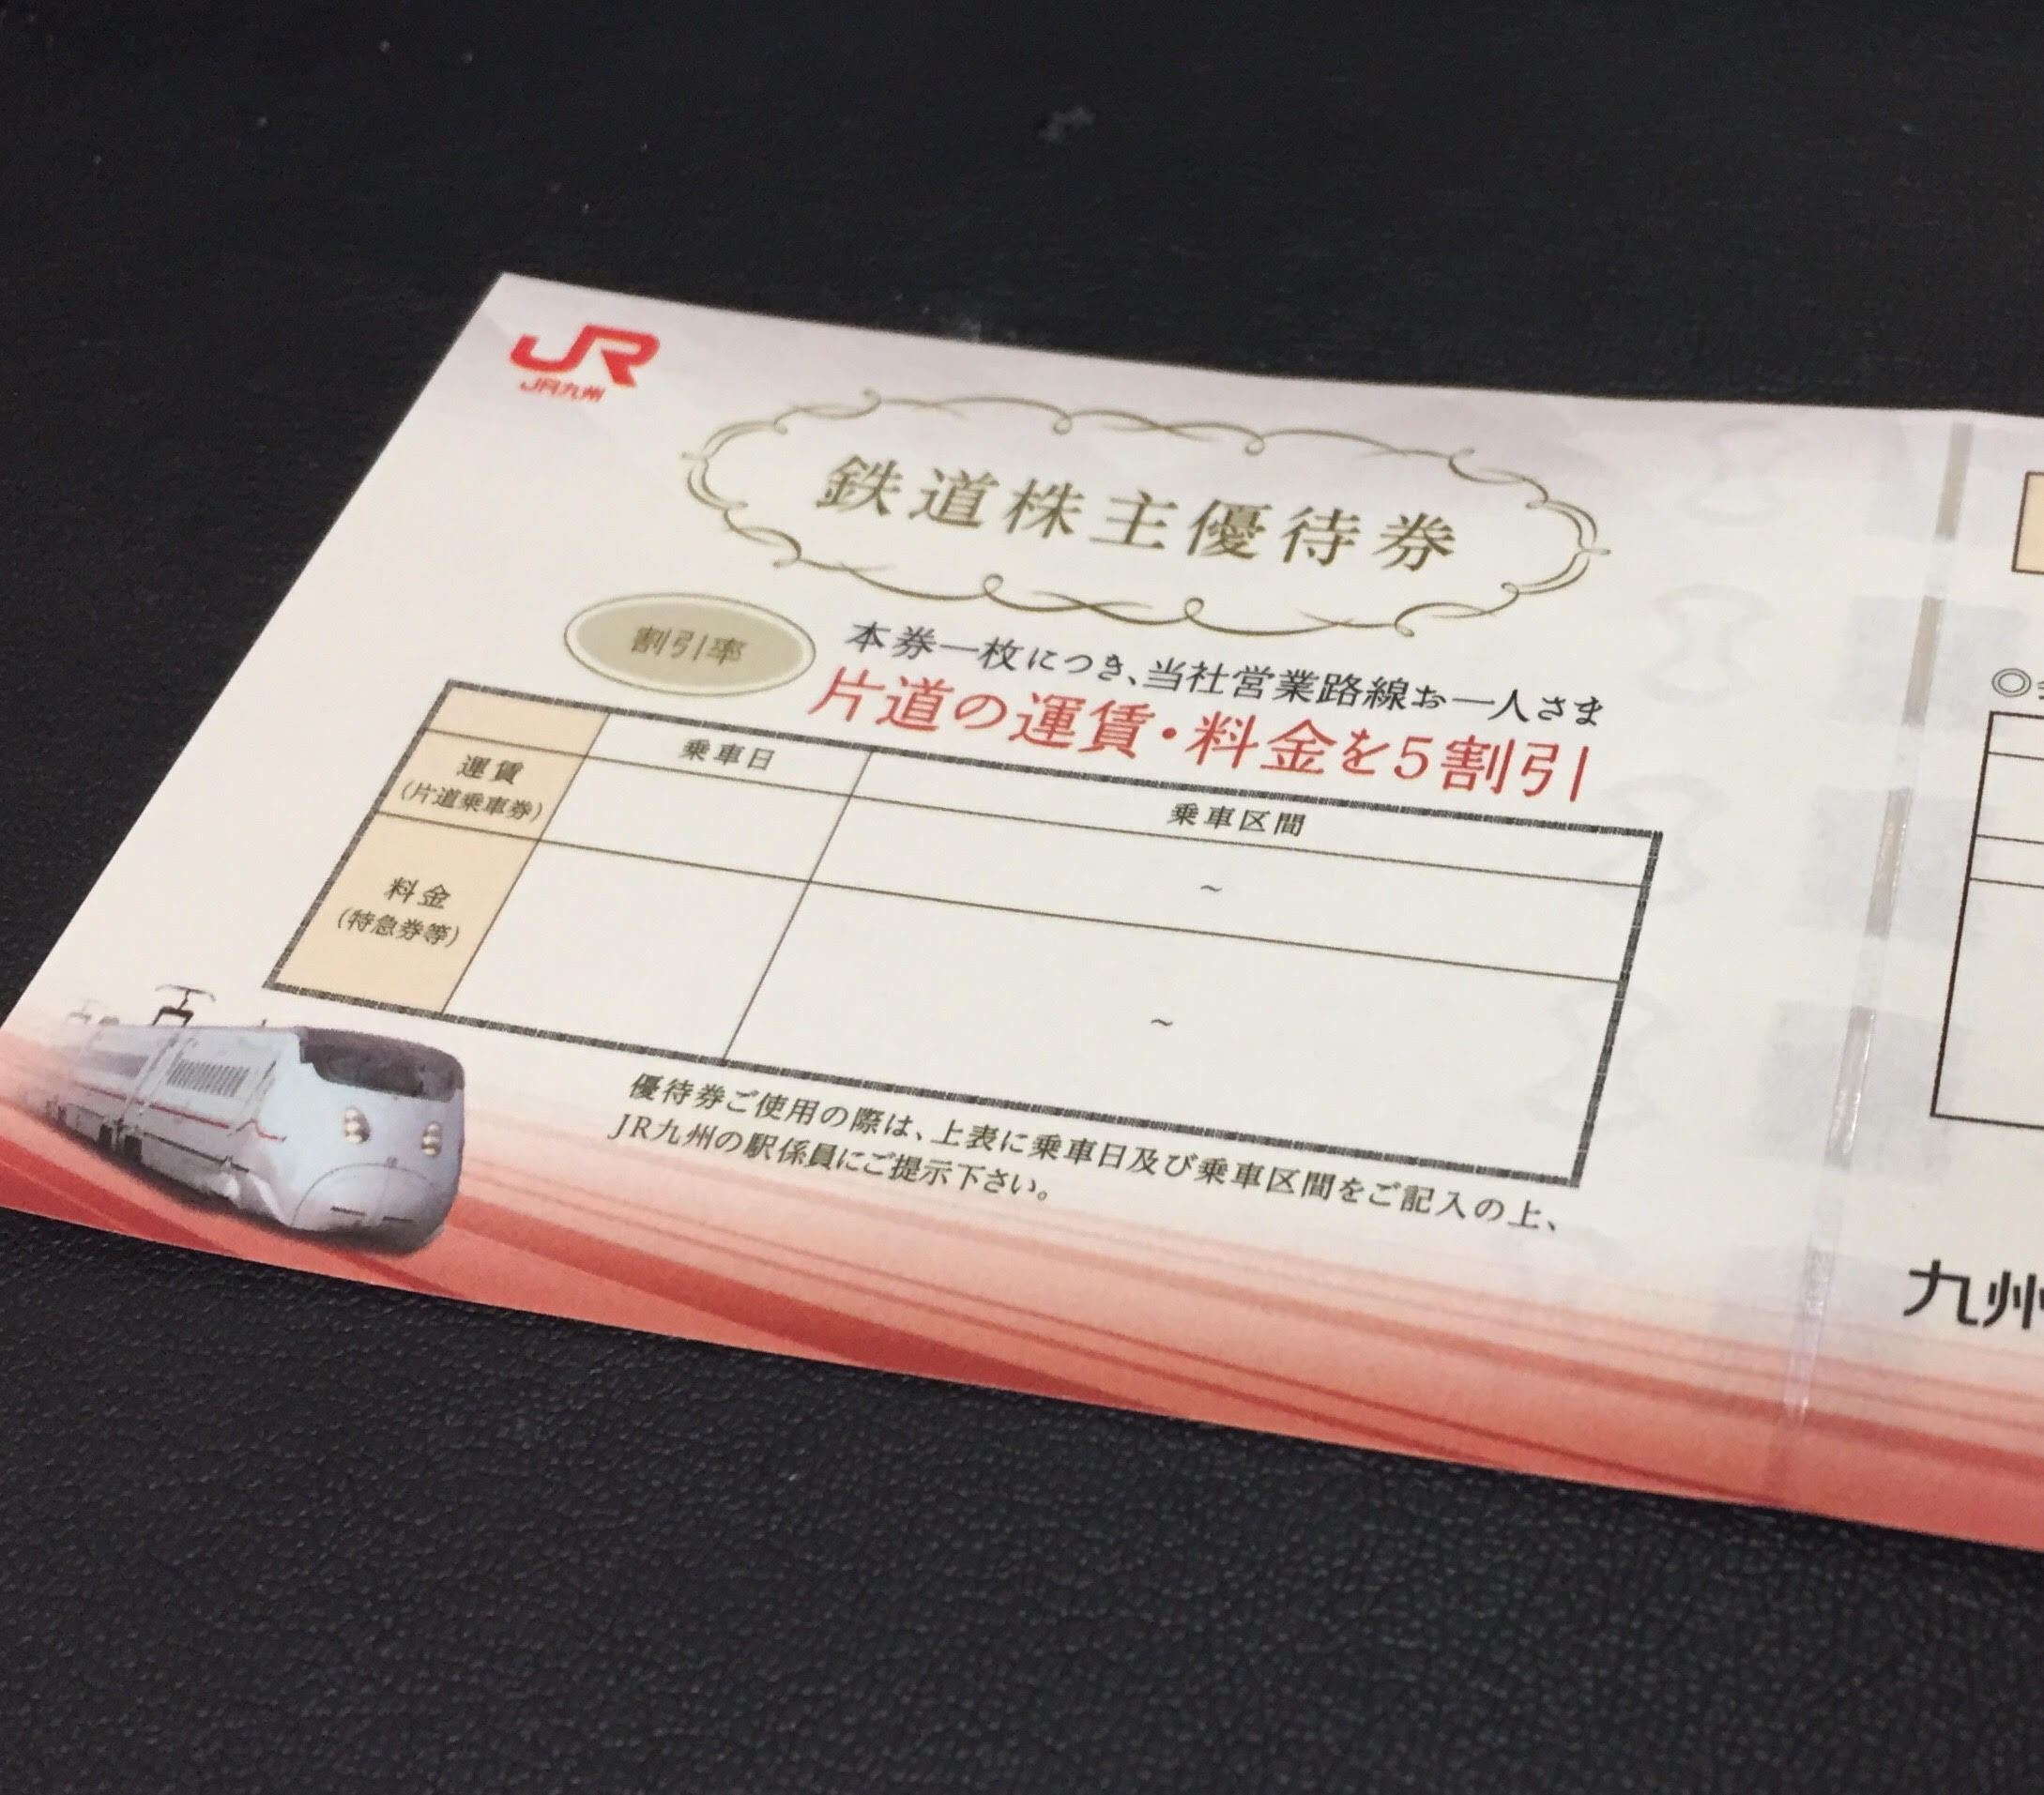 JR
JR九州
鉄道株主優待券
割引率
本券一枚につき、当社営業路線お一人さま
片道の運賃・料金を5割引
乗車日
乗車区間
運賃
(片道乗車券)
~
料金
(特急券等)
~
優待券ご使用の際は、上表に乗車日及び乗車区間をご記入の上、
JR九州の駅係員にご提示下さい。
◎
九州